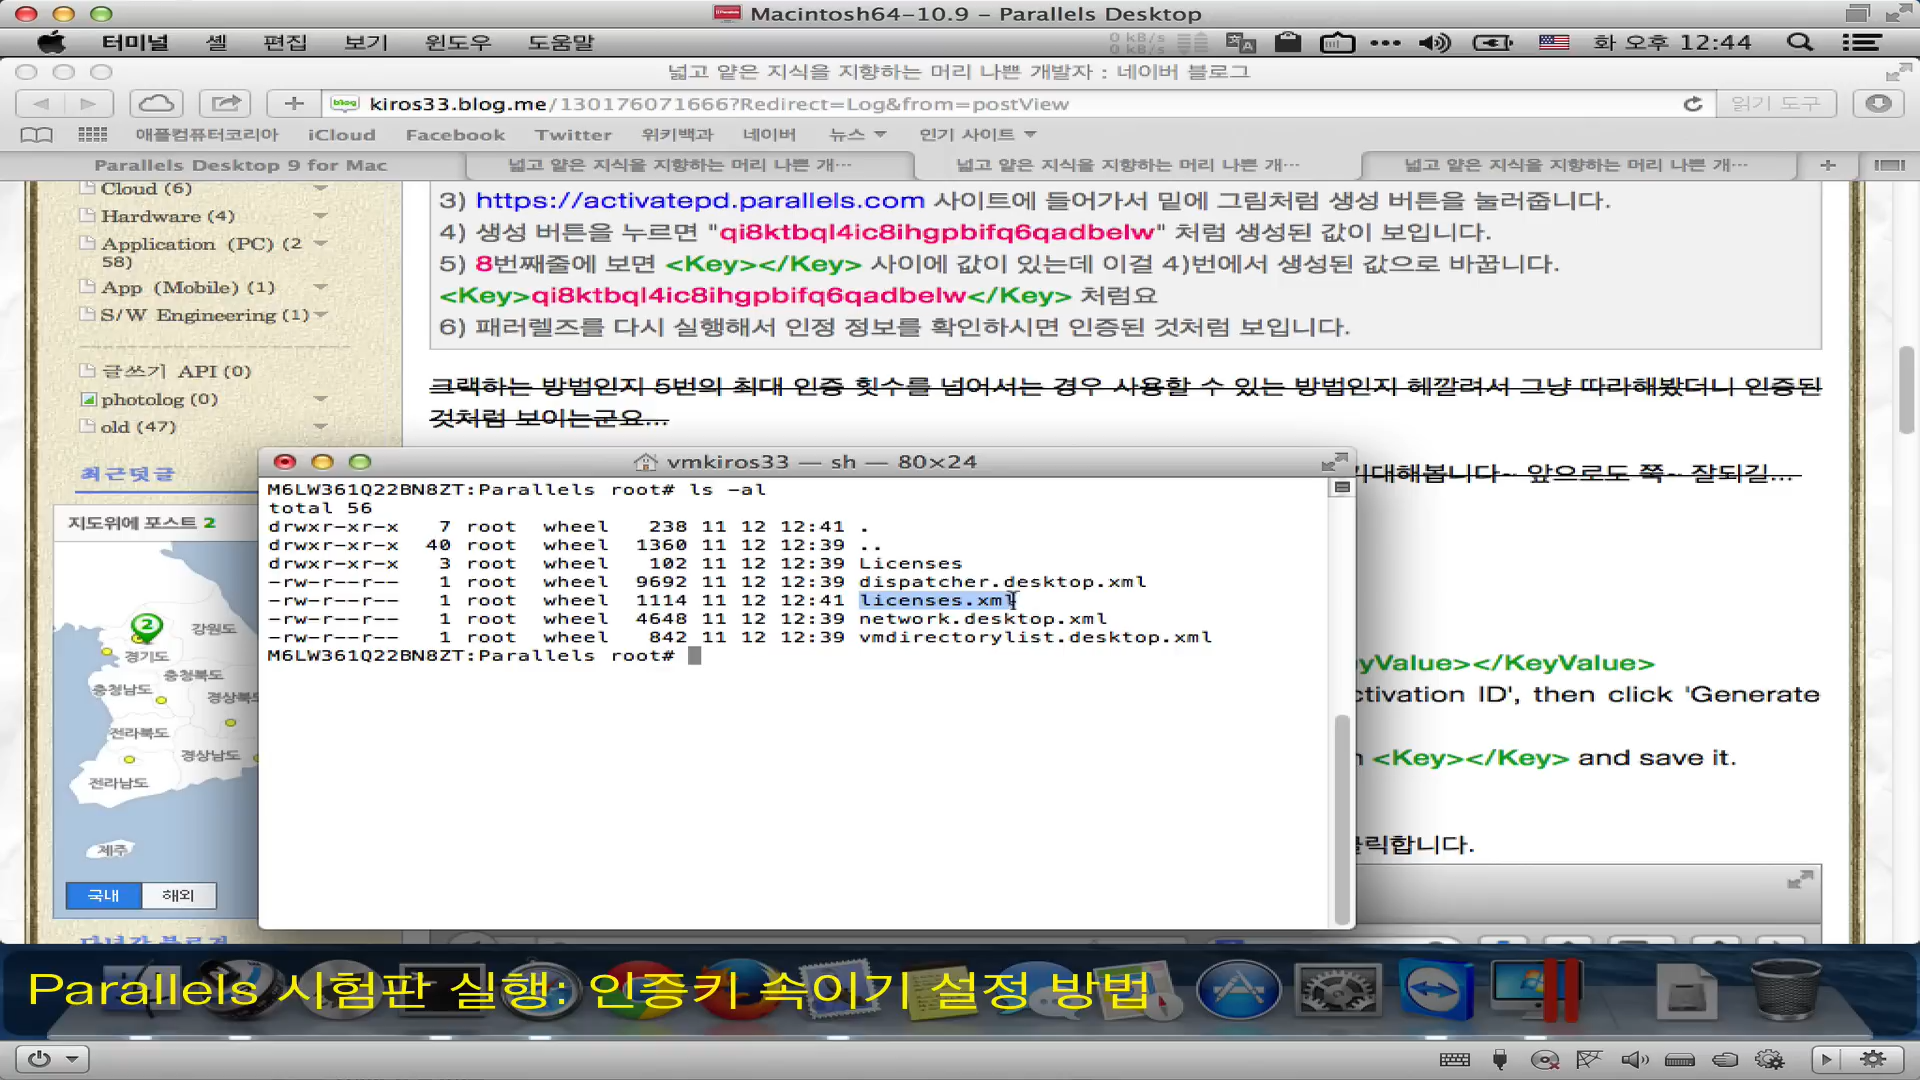 Macintosh64-10.9 – Parallels Desktop
터미널 셸 편집 보기 윈도우 도움말
0 kB/s
0 kB/s
화 오후 12:44
넓고 얕은 지식을 지향하는 머리 나쁜 개발자 : 네이버 블로그
blog kiros33.blog.me/130176071666?Redirect=Log&from=postView
읽기 도구
애플컴퓨터코리아 iCloud Facebook Twitter 위키백과 네이버 뉴스 인기 사이트
Parallels Desktop 9 for Mac
넓고 얕은 지식을 지향하는 머리 나쁜 개…
넓고 얕은 지식을 지향하는 머리 나쁜 개…
넓고 얕은 지식을 지향하는 머리 나쁜 개…
Cloud (6)
Hardware (4)
Application (PC) (2
58)
App (Mobile) (1)
S/W Engineering (1)
글쓰기 API (0)
photolog (0)
old (47)
최근덧글
지도위에 포스트 2
2
강원도
경기도
충청남도
충청북도
경상북도
전라북도
경상남도
전라남도
제주
국내 해외
3) https://activatepd.parallels.com 사이트에 들어가서 밑에 그림처럼 생성 버튼을 눌러줍니다.
4) 생성 버튼을 누르면 "qi8ktbql4ic8ihgpbifq6qadbelw" 처럼 생성된 값이 보입니다.
5) 8번째줄에 보면 <Key></Key> 사이에 값이 있는데 이걸 4)번에서 생성된 값으로 바꿉니다.
<Key>qi8ktbql4ic8ihgpbifq6qadbelw</Key> 처럼요
6) 패러렐즈를 다시 실행해서 인정 정보를 확인하시면 인증된 것처럼 보입니다.
크랙하는 방법인지 5번의 최대 인증 횟수를 넘어서는 경우 사용할 수 있는 방법인지 헤깔려서 그냥 따라해봤더니 인증된
것처럼 보이는군요...
기대해봅니다~ 앞으로도 쭉~ 잘되길...
yValue></KeyValue>
ctivation ID', then click 'Generate
<Key></Key> and save it.
릭합니다.
vmkiros33 — sh — 80×24
M6LW361Q22BN8ZT:Parallels root# ls -al
total 56
drwxr-xr-x 7 root wheel 238 11 12 12:41 .
drwxr-xr-x 40 root wheel 1360 11 12 12:39 ..
drwxr-xr-x 3 root wheel 102 11 12 12:39 Licenses
-rw-r--r-- 1 root wheel 9692 11 12 12:39 dispatcher.desktop.xml
-rw-r--r-- 1 root wheel 1114 11 12 12:41 licenses.xml
-rw-r--r-- 1 root wheel 4648 11 12 12:39 network.desktop.xml
-rw-r--r-- 1 root wheel 842 11 12 12:39 vmdirectorylist.desktop.xml
M6LW361Q22BN8ZT:Parallels root#
Parallels 시험판 실행: 인증키 속이기 설정 방법